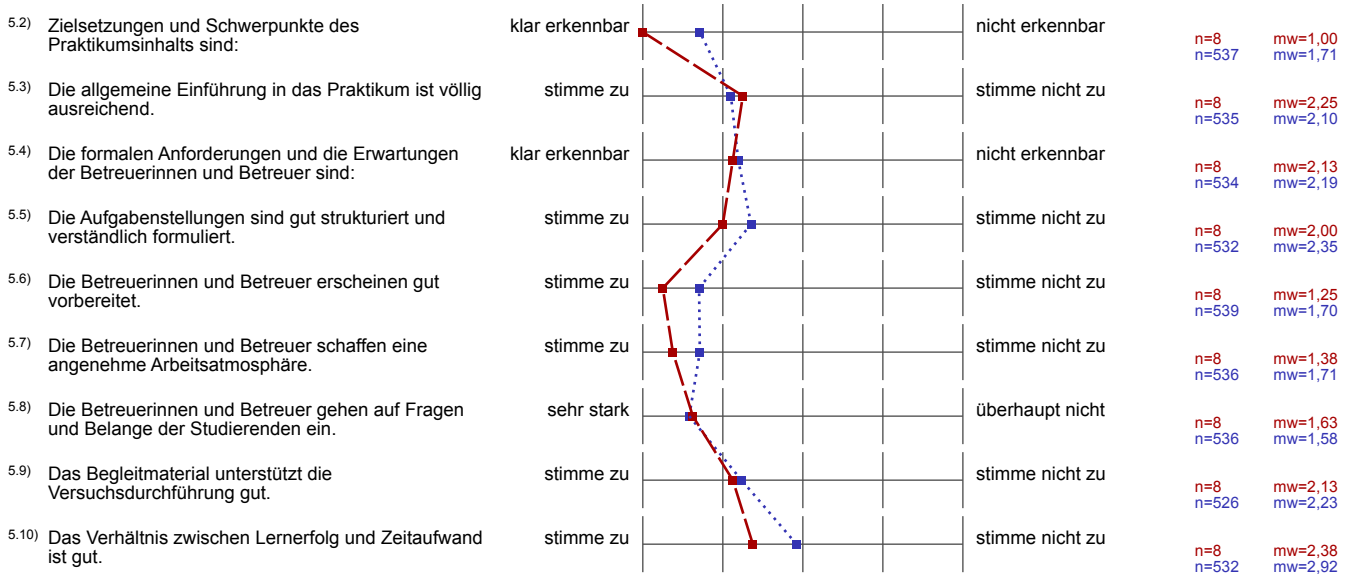 5.2) Zielsetzungen und Schwerpunkte des
Praktikumsinhalts sind:
klar erkennbar
nicht erkennbar
n=8 mw=1,00
n=537 mw=1,71
5.3) Die allgemeine Einführung in das Praktikum ist völlig
ausreichend.
stimme zu
stimme nicht zu
n=8 mw=2,25
n=535 mw=2,10
5.4) Die formalen Anforderungen und die Erwartungen
der Betreuerinnen und Betreuer sind:
klar erkennbar
nicht erkennbar
n=8 mw=2,13
n=534 mw=2,19
5.5) Die Aufgabenstellungen sind gut strukturiert und
verständlich formuliert.
stimme zu
stimme nicht zu
n=8 mw=2,00
n=532 mw=2,35
5.6) Die Betreuerinnen und Betreuer erscheinen gut
vorbereitet.
stimme zu
stimme nicht zu
n=8 mw=1,25
n=539 mw=1,70
5.7) Die Betreuerinnen und Betreuer schaffen eine
angenehme Arbeitsatmosphäre.
stimme zu
stimme nicht zu
n=8 mw=1,38
n=536 mw=1,71
5.8) Die Betreuerinnen und Betreuer gehen auf Fragen
und Belange der Studierenden ein.
sehr stark
überhaupt nicht
n=8 mw=1,63
n=536 mw=1,58
5.9) Das Begleitmaterial unterstützt die
Versuchsdurchführung gut.
stimme zu
stimme nicht zu
n=8 mw=2,13
n=526 mw=2,23
5.10) Das Verhältnis zwischen Lernerfolg und Zeitaufwand
ist gut.
stimme zu
stimme nicht zu
n=8 mw=2,38
n=532 mw=2,92